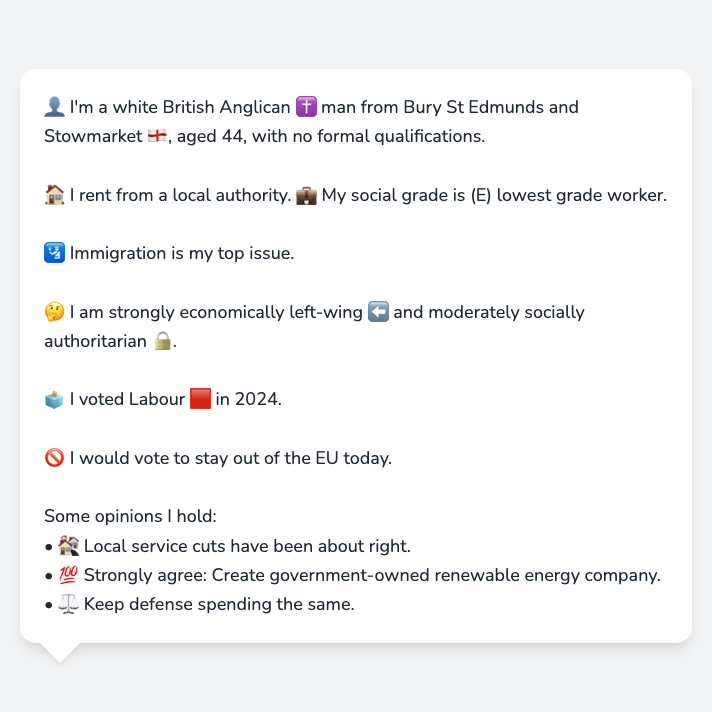 👤 I'm a white British Anglican ✝️ man from Bury St Edmunds and
Stowmarket 🏴󠁧󠁢󠁥󠁮󠁧󠁿, aged 44, with no formal qualifications.
🏠 I rent from a local authority. 💼 My social grade is (E) lowest grade worker.
🛂 Immigration is my top issue.
🤔 I am strongly economically left-wing ⬅️ and moderately socially
authoritarian 🔒.
🗳️ I voted Labour 🟥 in 2024.
🚫 I would vote to stay out of the EU today.
Some opinions I hold:
• 🏘️ Local service cuts have been about right.
• 💯 Strongly agree: Create government-owned renewable energy company.
• ⚖️ Keep defense spending the same.